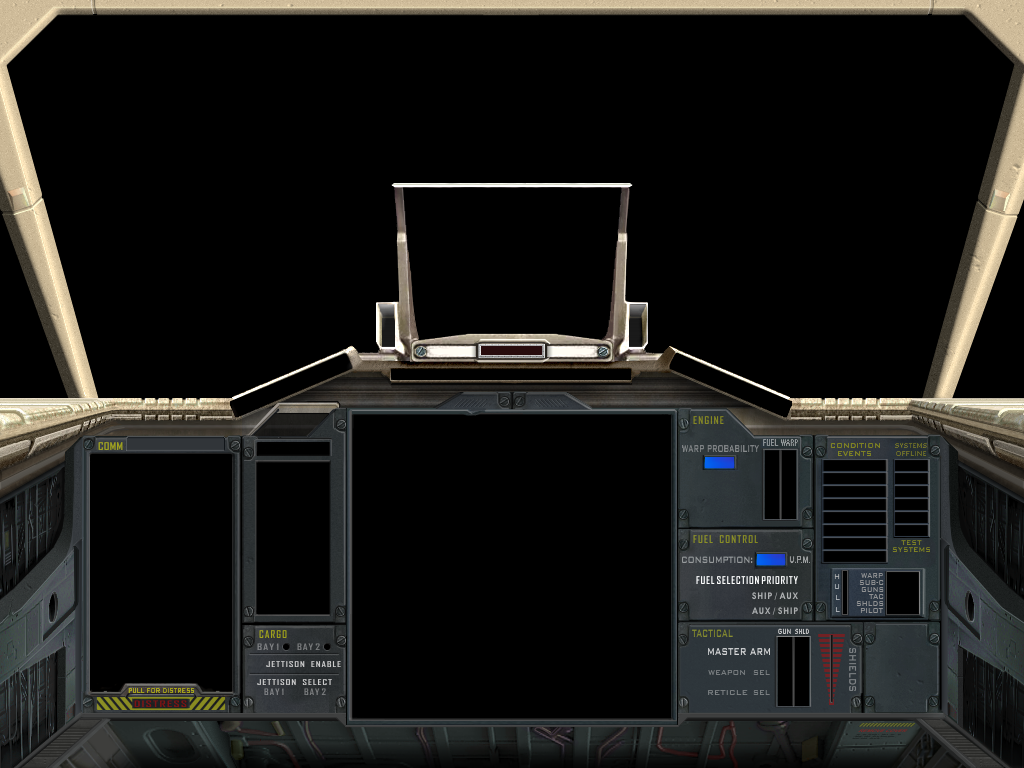 COMM
PULL FOR DISTRESS
DISTRESS
CARGO
BAY 1 BAY 2
JETTISON ENABLE
JETTISON SELECT
BAY 1 BAY 2
ENGINE
WARP PROBABILITY
FUEL WARP
FUEL CONTROL
CONSUMPTION: U.P.M.
FUEL SELECTION PRIORITY
SHIP / AUX
AUX / SHIP
TACTICAL
GUN SHLD
MASTER ARM
WEAPON SEL
RETICLE SEL
SHIELDS
CONDITION
EVENTS
SYSTEMS
OFFLINE
TEST
SYSTEMS
HULL
WARP
SUB-C
GUNS
TAC
SHLDS
PILOT